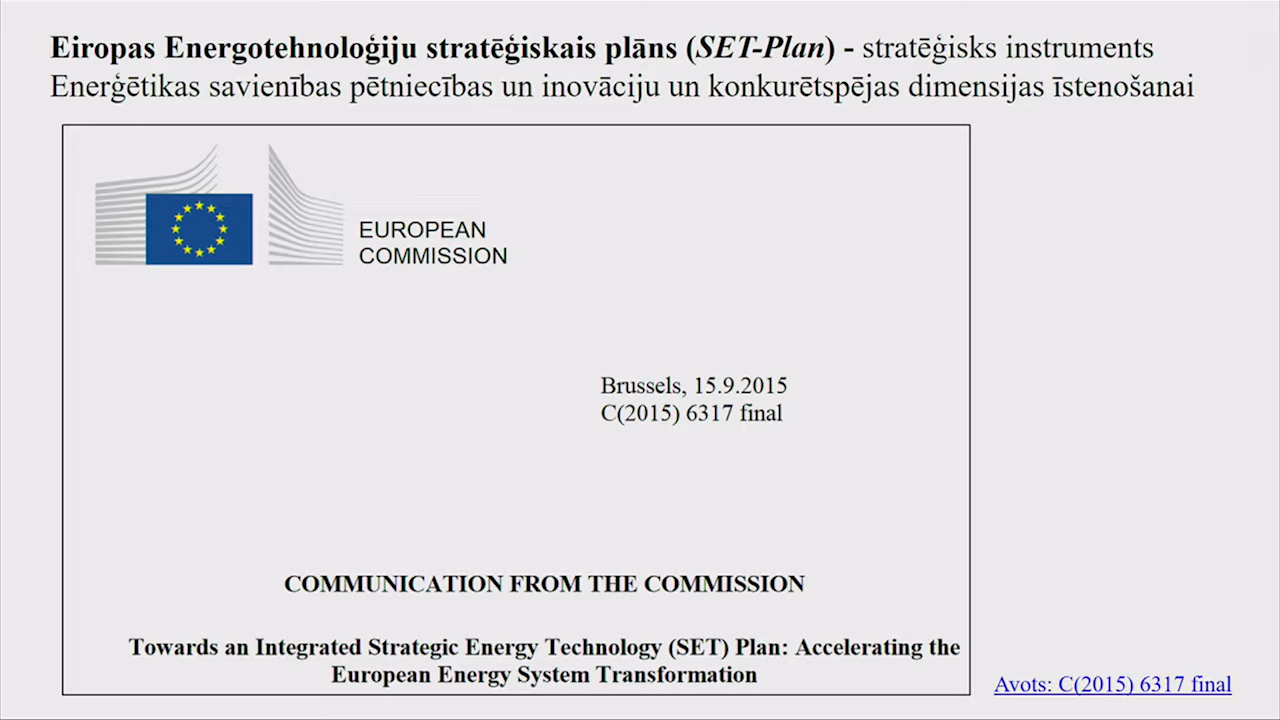 Eiropas Energotehnoloģiju stratēģiskais plāns (SET-Plan) - stratēģisks instruments
Enerģētikas savienības pētniecības un inovāciju un konkurētspējas dimensijas īstenošanai
EUROPEAN
COMMISSION
Brussels, 15.9.2015
C(2015) 6317 final
COMMUNICATION FROM THE COMMISSION
Towards an Integrated Strategic Energy Technology (SET) Plan: Accelerating the
European Energy System Transformation
Avots: C(2015) 6317 final